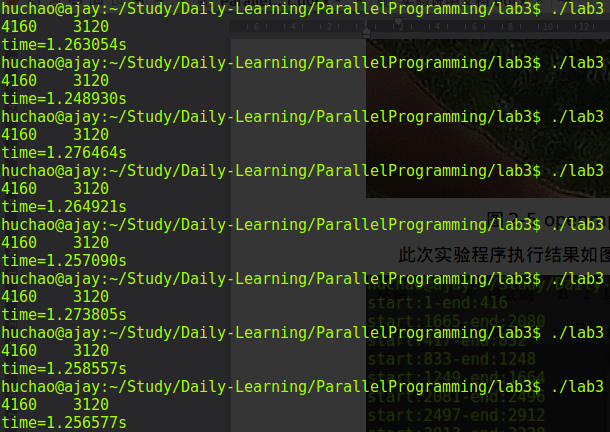 huchao@ajay:~/Study/Daily-Learning/ParallelProgramming/lab3$ ./lab3
4160    3120
time=1.263054s
huchao@ajay:~/Study/Daily-Learning/ParallelProgramming/lab3$ ./lab3
4160    3120
time=1.248930s
huchao@ajay:~/Study/Daily-Learning/ParallelProgramming/lab3$ ./lab3
4160    3120
time=1.276464s
huchao@ajay:~/Study/Daily-Learning/ParallelProgramming/lab3$ ./lab3
4160    3120
time=1.264921s
huchao@ajay:~/Study/Daily-Learning/ParallelProgramming/lab3$ ./lab3
4160    3120
time=1.257090s
huchao@ajay:~/Study/Daily-Learning/ParallelProgramming/lab3$ ./lab3
4160    3120
time=1.273805s
huchao@ajay:~/Study/Daily-Learning/ParallelProgramming/lab3$ ./lab3
4160    3120
time=1.258557s
huchao@ajay:~/Study/Daily-Learning/ParallelProgramming/lab3$ ./lab3
4160    3120
time=1.256577s
此次实验程序执行结果如图
start:1-end:416
start:1665-end:2080
start:417-end:832
start:833-end:1248
start:1249-end:1664
start:2081-end:2496
start:2497-end:2912